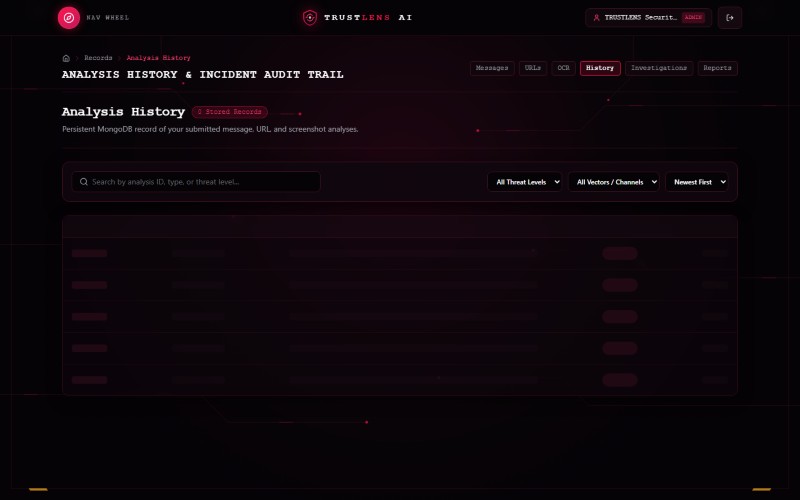 NAV WHEEL
TRUSTLENS AI
TRUSTLENS Securit…
ADMIN
Records
Analysis History
ANALYSIS HISTORY & INCIDENT AUDIT TRAIL
Messages
URLs
OCR
History
Investigations
Reports
Analysis History
Stored Records
Persistent MongoDB record of your submitted message, URL, and screenshot analyses.
Search by analysis ID, type, or threat level...
All Threat Levels
All Vectors / Channels
Newest First